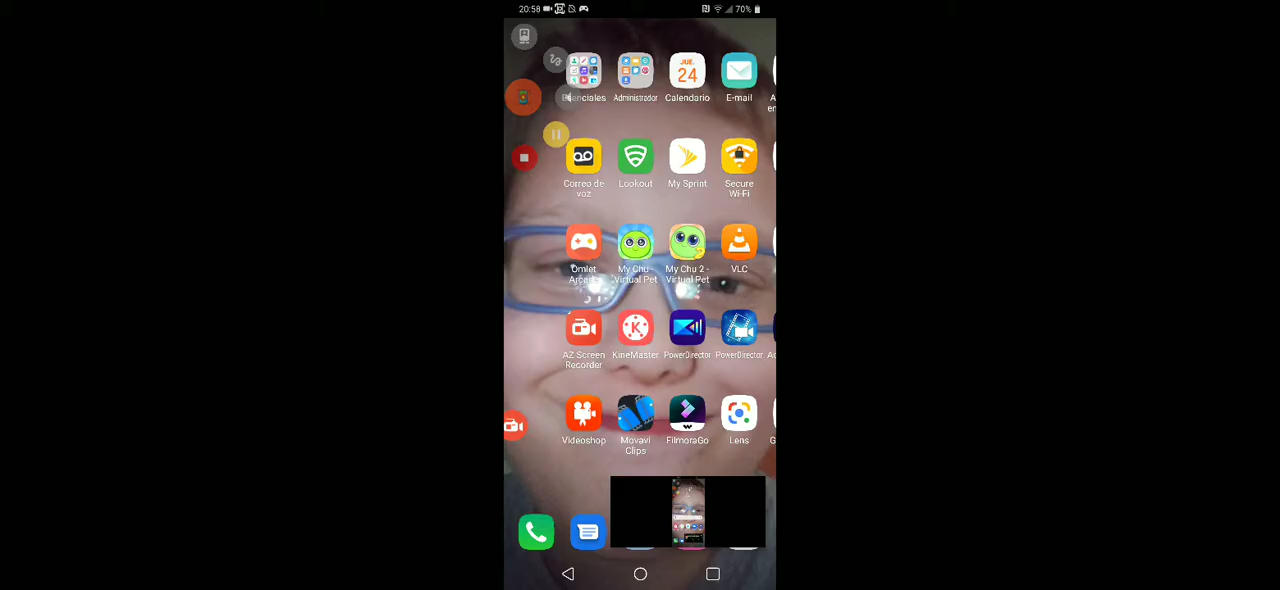 20:58 70%
JUE.
24
Administrador Calendario E-mail
Correo de voz Lookout My Sprint Secure Wi-Fi
Omlet Arcade My Chu - Virtual Pet My Chu 2 - Virtual Pet VLC
K
AZ Screen Recorder KineMaster PowerDirector PowerDirector
Videoshop Movavi Clips FilmoraGo Lens